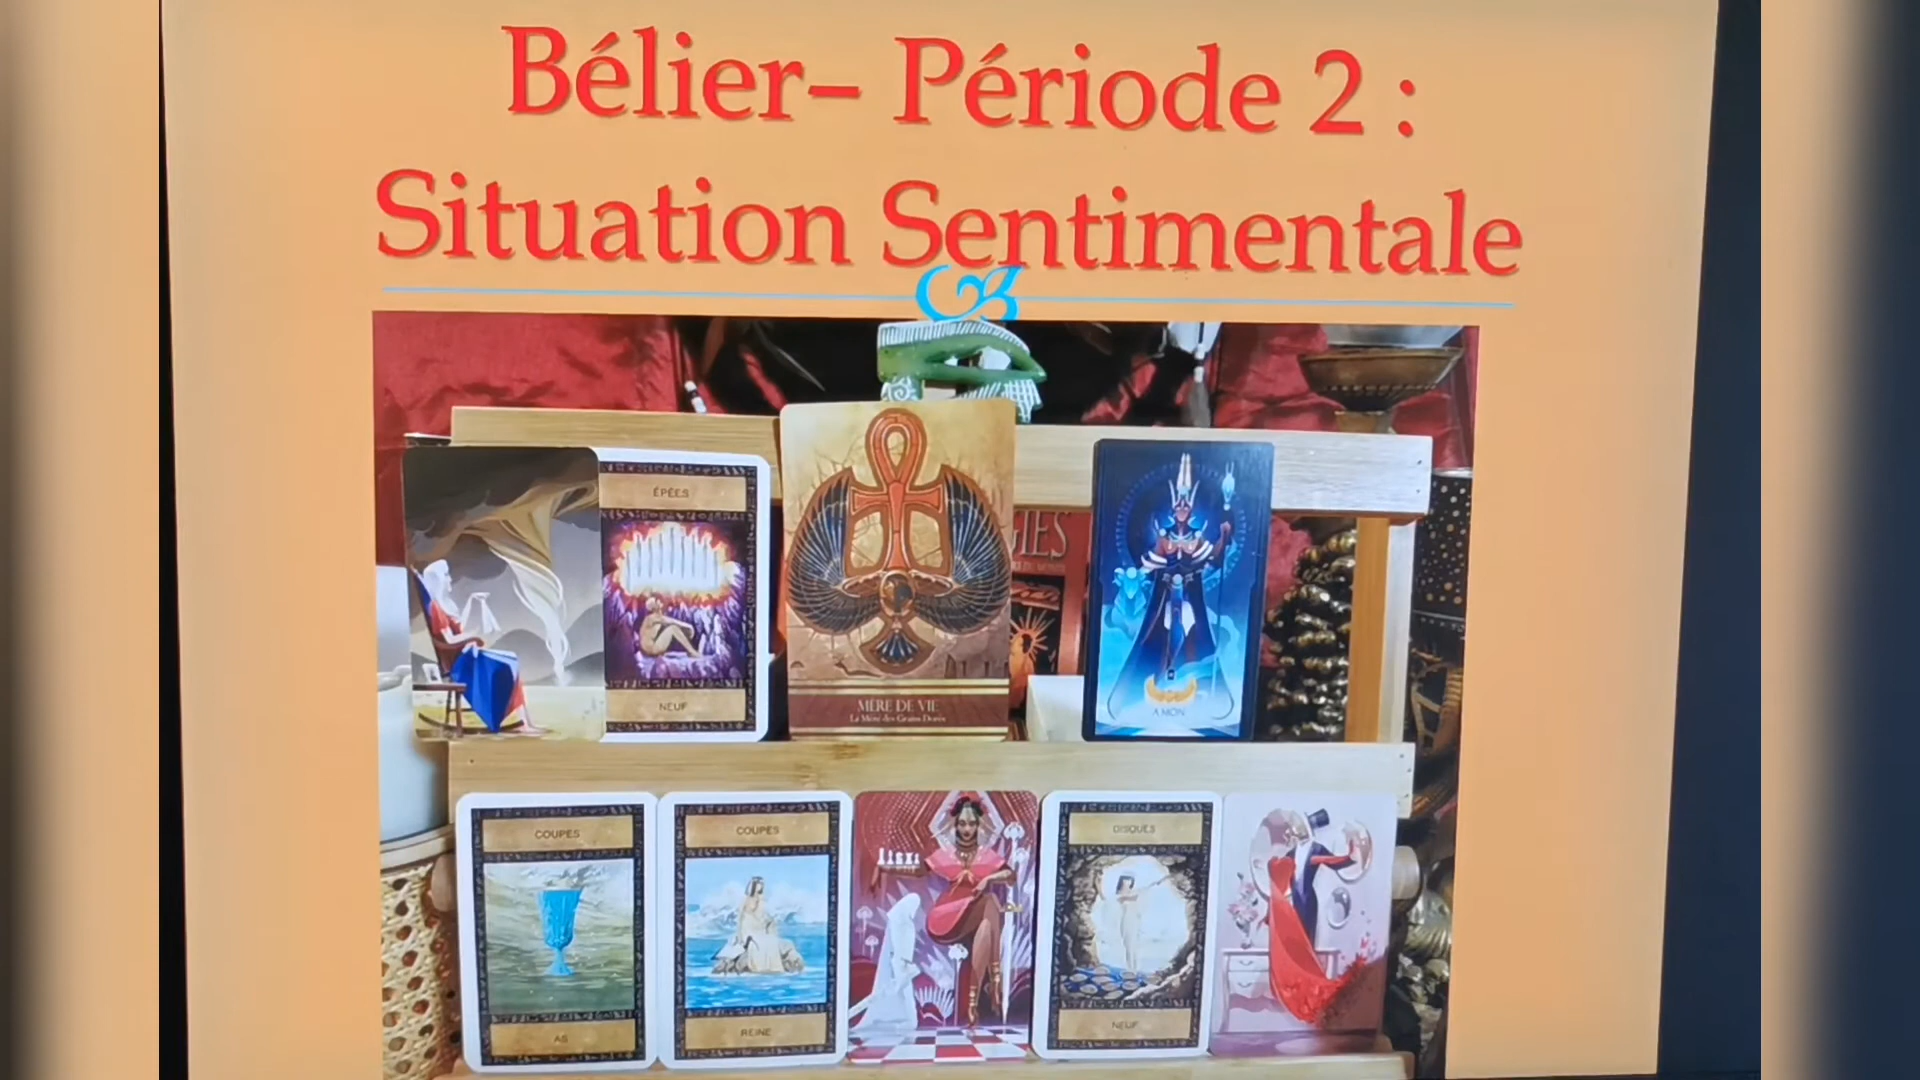 Bélier– Période 2 :
Situation Sentimentale
ÉPÉES
NEUF
MÈRE DE VIE
La Mère des Grains Dorés
GIES
AMON
COUPES
AS
COUPES
REINE
DISQUES
NEUF